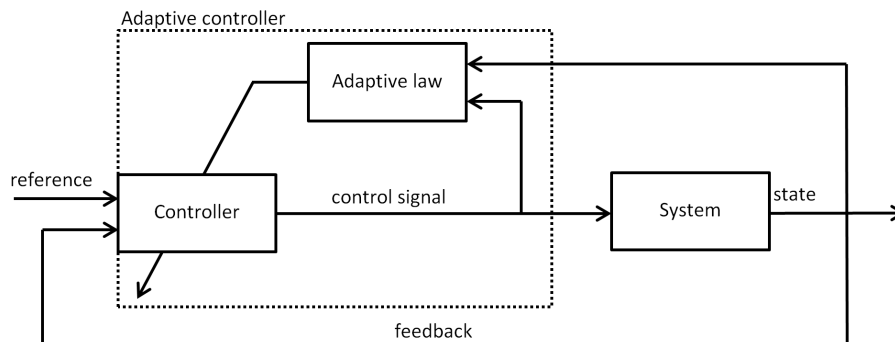 Adaptive controller
Adaptive law
reference
Controller
control signal
System
state
feedback